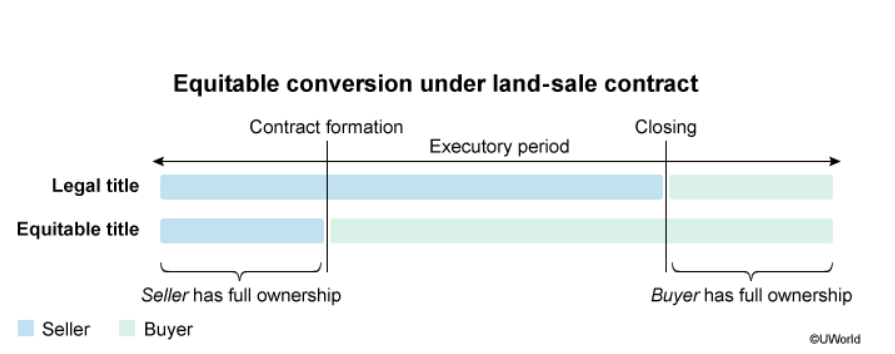 Equitable conversion under land-sale contract
Contract formation
Closing
Executory period
Legal title
Equitable title
Seller has full ownership
Buyer has full ownership
Seller
Buyer
©UWorld